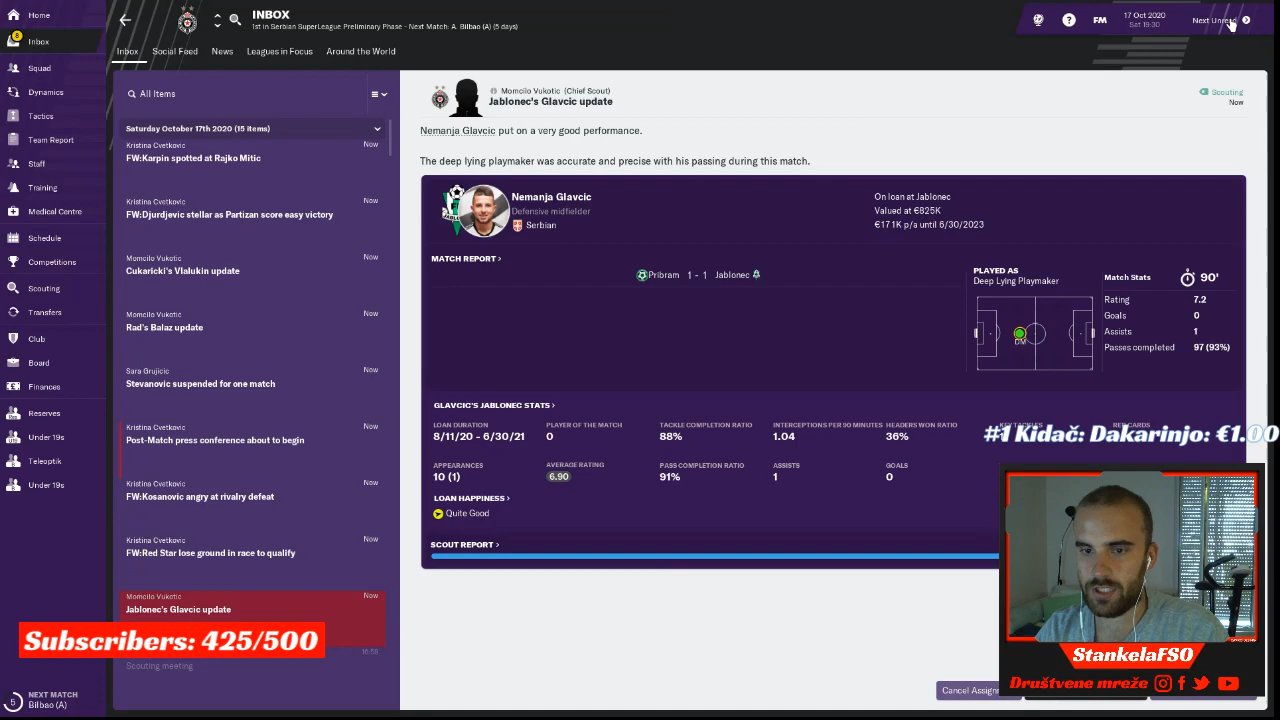 Home
8
Inbox
Squad
Dynamics
Tactics
Team Report
Staff
Training
Medical Centre
Schedule
Competitions
Scouting
Transfers
Club
Board
Finances
Reserves
Under 19s
Teleoptik
Under 19s
5
NEXT MATCH
Bilbao (A)
INBOX
1st in Serbian SuperLeague Preliminary Phase - Next Match: A. Bilbao (A) (5 days)
?
FM
17 Oct 2020
Sat 19:30
Next Unread
Inbox
Social Feed
News
Leagues in Focus
Around the World
All Items
Saturday October 17th 2020 (15 items)
Kristina Cvetkovic
Now
FW:Karpin spotted at Rajko Mitic
Kristina Cvetkovic
Now
FW:Djurdjevic stellar as Partizan score easy victory
Momcilo Vukotic
Now
Cukaricki's Vlalukin update
Momcilo Vukotic
Now
Rad's Balaz update
Sara Grujicic
Now
Stevanovic suspended for one match
Kristina Cvetkovic
Now
Post-Match press conference about to begin
Kristina Cvetkovic
Now
FW:Kosanovic angry at rivalry defeat
Kristina Cvetkovic
Now
FW:Red Star lose ground in race to qualify
Momcilo Vukotic
Now
Jablonec's Glavcic update
Scouting meeting
Subscribers: 425/500
Momcilo Vukotic (Chief Scout)
Jablonec's Glavcic update
Scouting
Now
Nemanja Glavcic put on a very good performance.
The deep lying playmaker was accurate and precise with his passing during this match.
Nemanja Glavcic
Defensive midfielder
Serbian
On loan at Jablonec
Valued at €825K
€171K p/a until 6/30/2023
MATCH REPORT >
Pribram 1 - 1 Jablonec
PLAYED AS
Deep Lying Playmaker
DM
Match Stats
90'
Rating 7.2
Goals 0
Assists 1
Passes completed 97 (93%)
GLAVCIC'S JABLONEC STATS >
LOAN DURATION
8/11/20 - 6/30/21
PLAYER OF THE MATCH
0
TACKLE COMPLETION RATIO
88%
INTERCEPTIONS PER 90 MINUTES
1.04
HEADERS WON RATIO
36%
KEY TACKLES
RED CARDS
#1 Kidač: Dakarinjo: €1.00
APPEARANCES
10 (1)
AVERAGE RATING
6.90
PASS COMPLETION RATIO
91%
ASSISTS
1
GOALS
0
LOAN HAPPINESS >
Quite Good
SCOUT REPORT >
Cancel
StankelaFSO
Društvene mreže